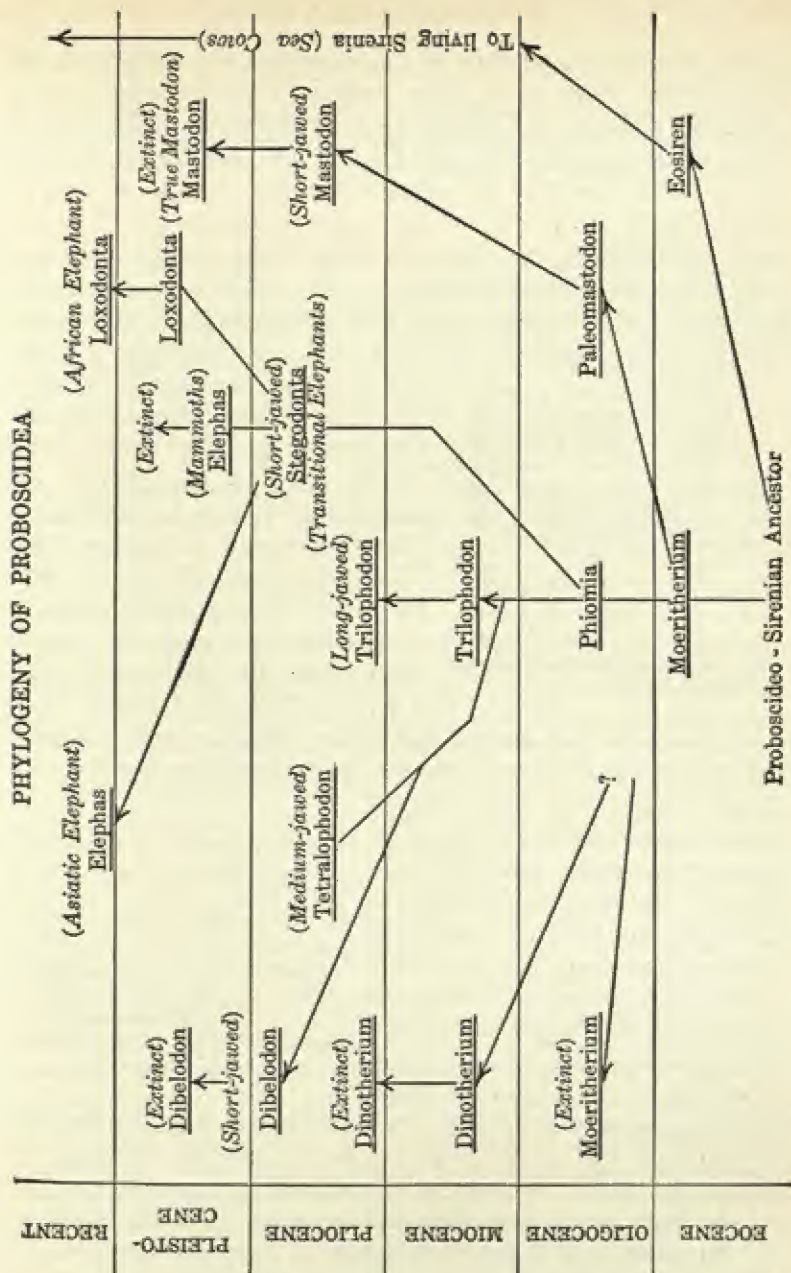 PHYLOGENY OF PROBOSCIDEA
RECENT
(Asiatic Elephant)
Elephas
(African Elephant)
Loxodonta
PLEISTO-
CENE
(Extinct)
Dibelodon
(Short-jawed)
(Extinct)
(Mammoths)
Elephas
Loxodonta
(Extinct)
(True Mastodon)
Mastodon
To living Sirenia (Sea Cows)
PLIOCENE
Dibelodon
(Extinct)
Dinotherium
(Medium-jawed)
Tetralophodon
(Long-jawed)
Trilophodon
(Short-jawed)
Stegodonts
(Transitional Elephants)
(Short-jawed)
Mastodon
MIOCENE
Dinotherium
Trilophodon
OLIGOCENE
(Extinct)
Moeritherium
?
Phiomia
Paleomastodon
EOCENE
Moeritherium
Eosiren
Proboscideo-Sirenian Ancestor